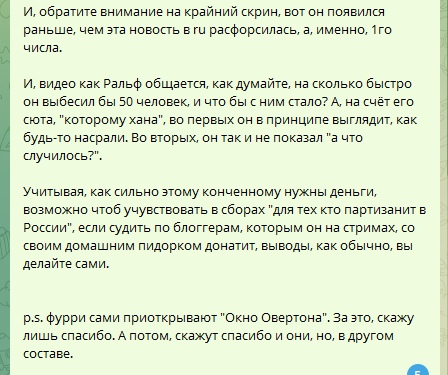 И, обратите внимание на крайний скрин, вот он появился
раньше, чем эта новость в ru расфорсилась, а, именно, 1го
числа.
И, видео как Ральф общается, как думайте, на сколько быстро
он выбесил бы 50 человек, и что бы с ним стало? А, на счёт его
сюта, "которому хана", во первых он в принципе выглядит, как
будь-то насрали. Во вторых, он так и не показал "а что
случилось?".
Учитывая, как сильно этому конченному нужны деньги,
возможно чтоб учувствовать в сборах "для тех кто партизанит в
России", если судить по блоггерам, которым он на стримах, со
своим домашним пидорком донатит, выводы, как обычно, вы
делайте сами.
p.s. фурри сами приоткрывают "Окно Овертона". За это, скажу
лишь спасибо. А потом, скажут спасибо и они, но, в другом
составе.